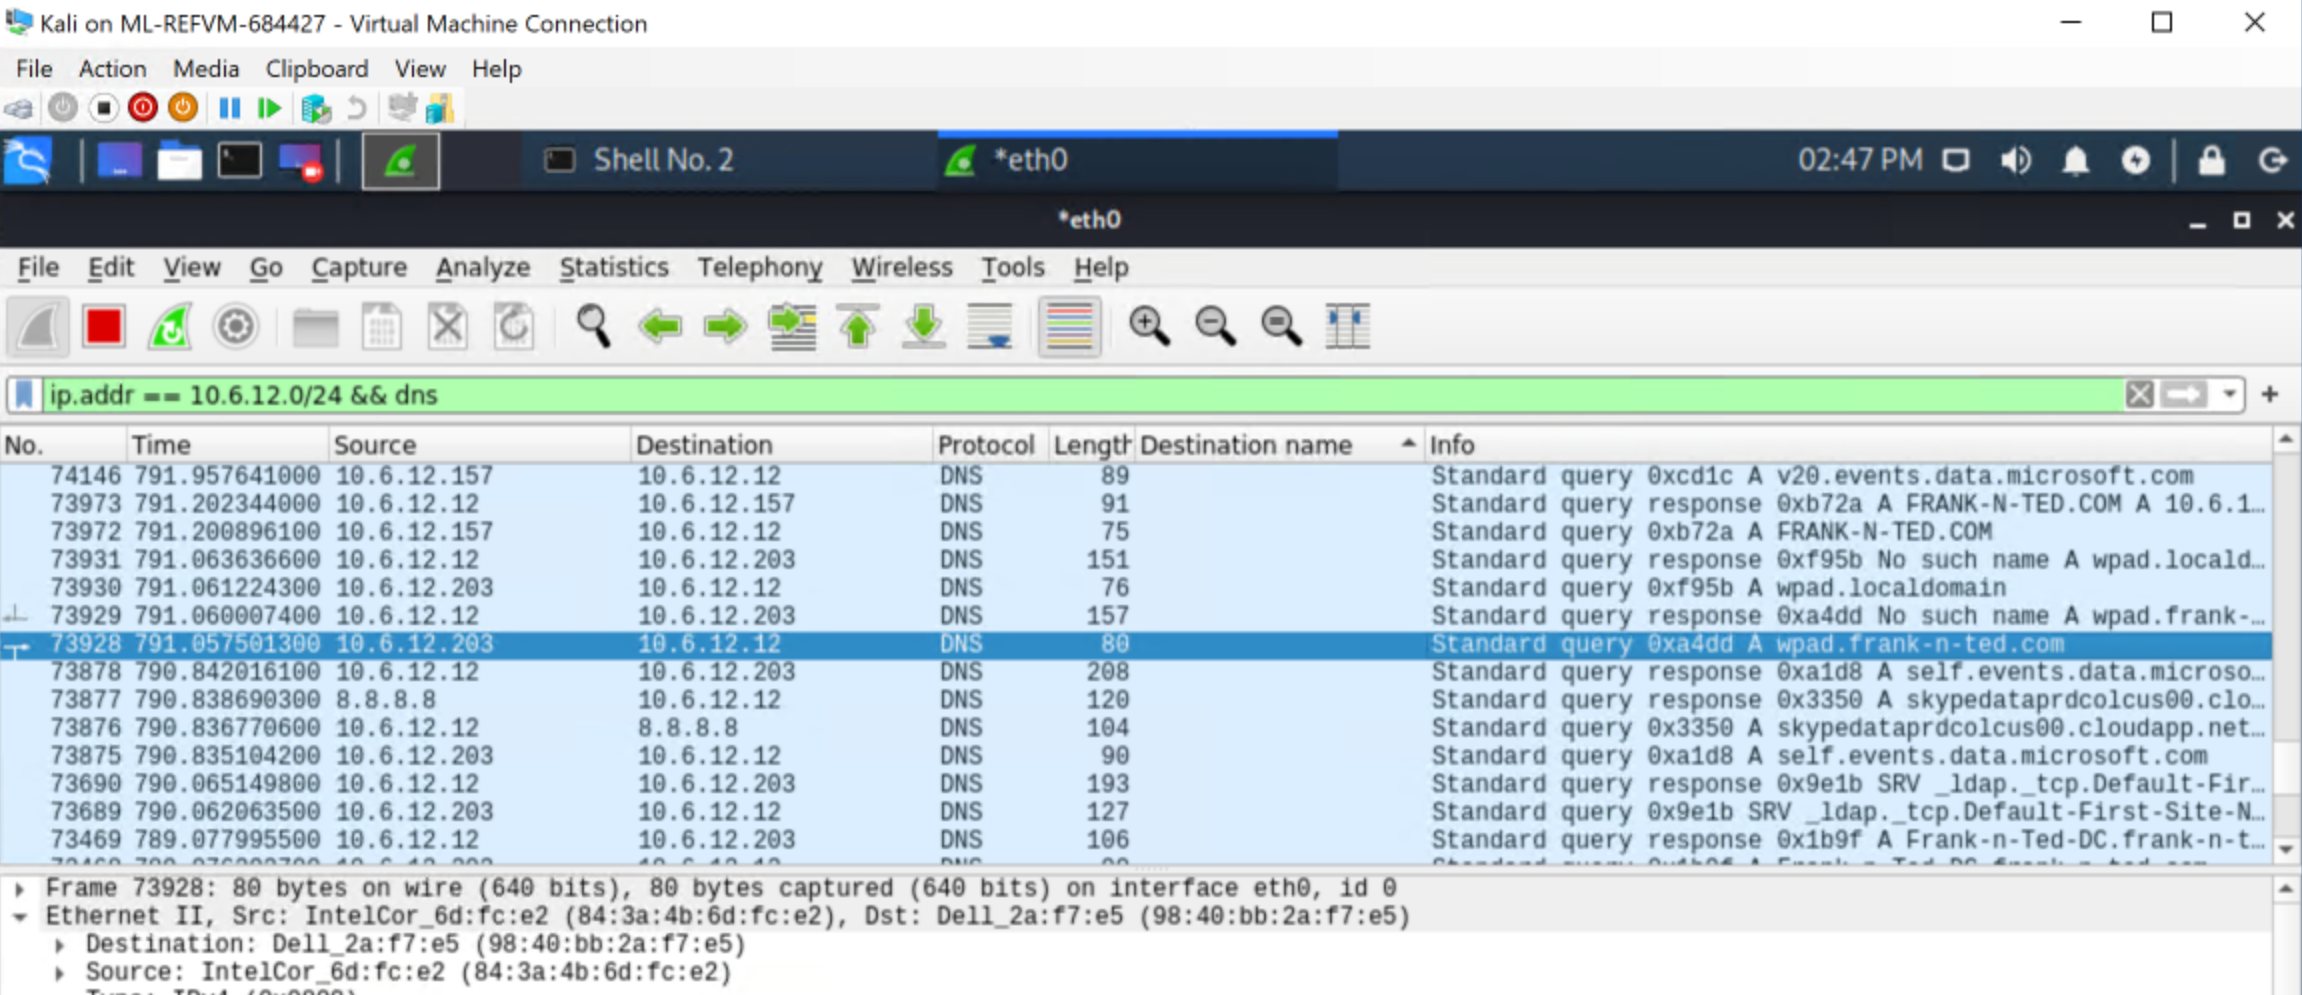 Kali on ML-REFVM-684427 - Virtual Machine Connection
File Action Media Clipboard View Help
Shell No. 2 *eth0 02:47 PM
*eth0
File Edit View Go Capture Analyze Statistics Telephony Wireless Tools Help
ip.addr == 10.6.12.0/24 && dns
No. Time Source Destination Protocol Length Destination name Info
74146 791.957641000 10.6.12.157 10.6.12.12 DNS 89 Standard query 0xcd1c A v20.events.data.microsoft.com
73973 791.202344000 10.6.12.12 10.6.12.157 DNS 91 Standard query response 0xb72a A FRANK-N-TED.COM A 10.6.1…
73972 791.200896100 10.6.12.157 10.6.12.12 DNS 75 Standard query 0xb72a A FRANK-N-TED.COM
73931 791.063636600 10.6.12.12 10.6.12.203 DNS 151 Standard query response 0xf95b No such name A wpad.locald…
73930 791.061224300 10.6.12.203 10.6.12.12 DNS 76 Standard query 0xf95b A wpad.localdomain
73929 791.060007400 10.6.12.12 10.6.12.203 DNS 157 Standard query response 0xa4dd No such name A wpad.frank-…
73928 791.057501300 10.6.12.203 10.6.12.12 DNS 80 Standard query 0xa4dd A wpad.frank-n-ted.com
73878 790.842016100 10.6.12.12 10.6.12.203 DNS 208 Standard query response 0xa1d8 A self.events.data.microso…
73877 790.838690300 8.8.8.8 10.6.12.12 DNS 120 Standard query response 0x3350 A skypedataprdcolcus00.clo…
73876 790.836770600 10.6.12.12 8.8.8.8 DNS 104 Standard query 0x3350 A skypedataprdcolcus00.cloudapp.net…
73875 790.835104200 10.6.12.203 10.6.12.12 DNS 90 Standard query 0xa1d8 A self.events.data.microsoft.com
73690 790.065149800 10.6.12.12 10.6.12.203 DNS 193 Standard query response 0x9e1b SRV _ldap._tcp.Default-Fir…
73689 790.062063500 10.6.12.203 10.6.12.12 DNS 127 Standard query 0x9e1b SRV _ldap._tcp.Default-First-Site-N…
73469 789.077995500 10.6.12.12 10.6.12.203 DNS 106 Standard query response 0x1b9f A Frank-n-Ted-DC.frank-n-t…
Frame 73928: 80 bytes on wire (640 bits), 80 bytes captured (640 bits) on interface eth0, id 0
Ethernet II, Src: IntelCor_6d:fc:e2 (84:3a:4b:6d:fc:e2), Dst: Dell_2a:f7:e5 (98:40:bb:2a:f7:e5)
Destination: Dell_2a:f7:e5 (98:40:bb:2a:f7:e5)
Source: IntelCor_6d:fc:e2 (84:3a:4b:6d:fc:e2)